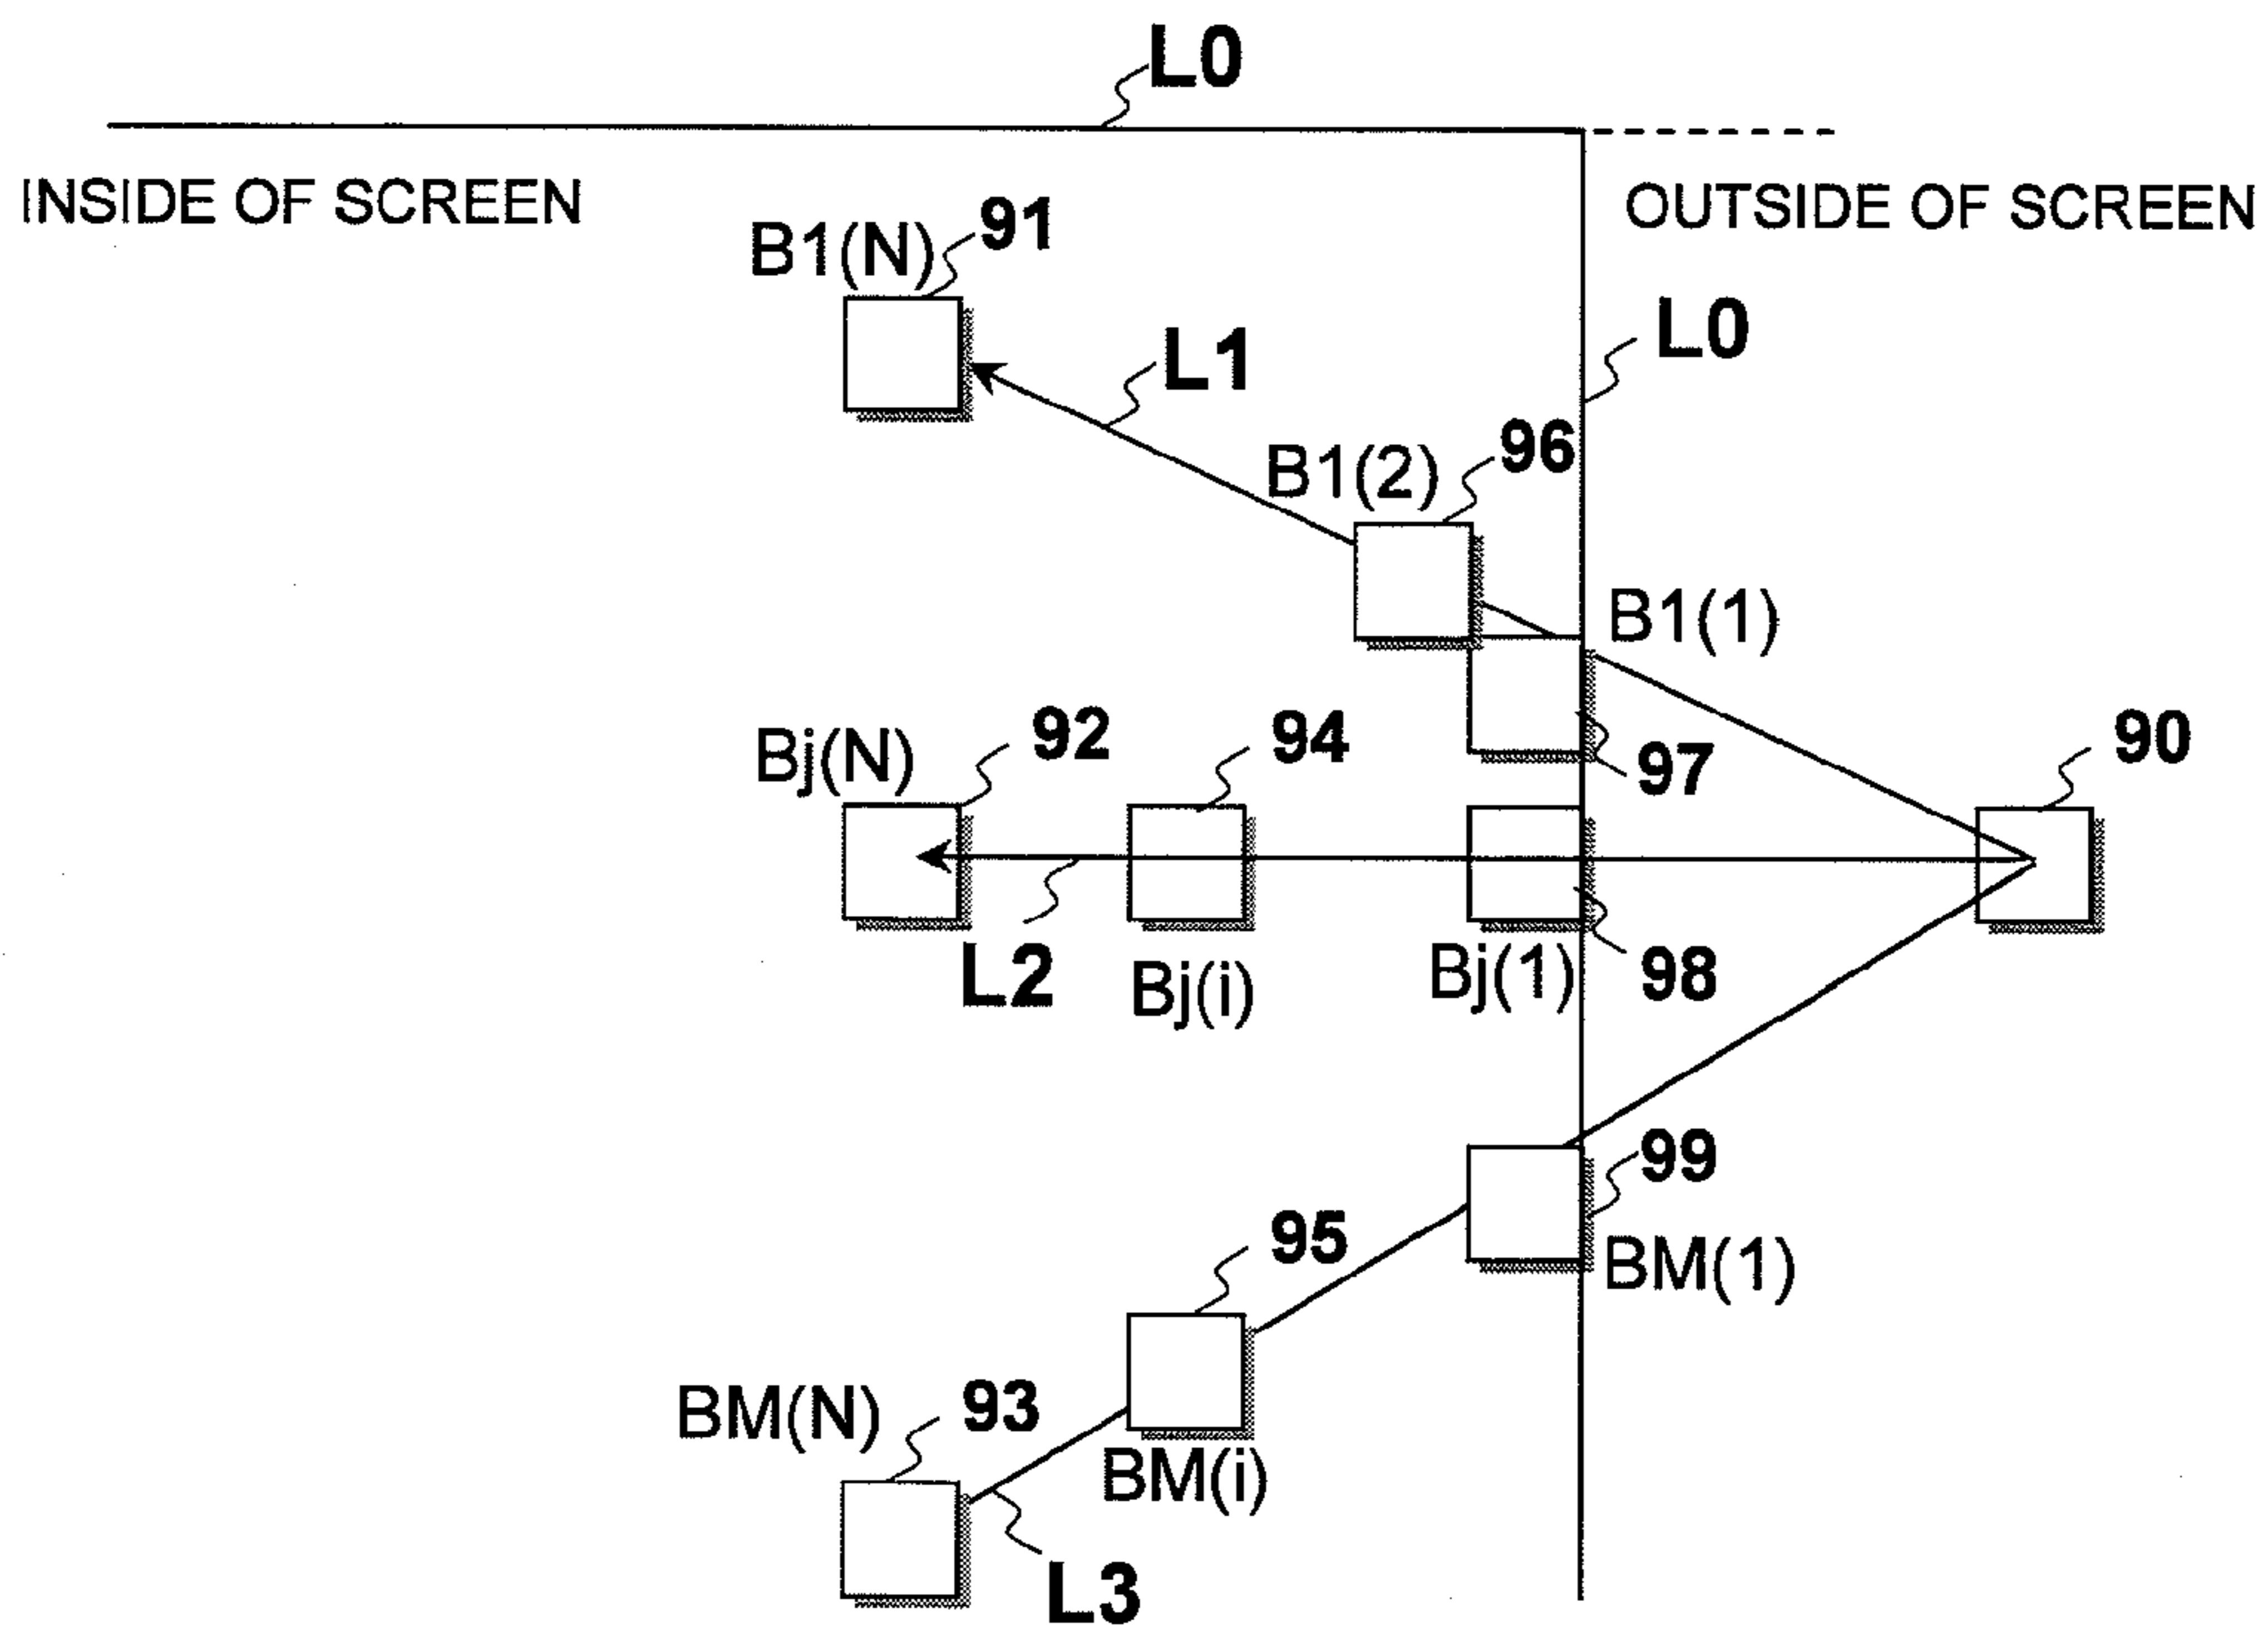 L0
INSIDE OF SCREEN
OUTSIDE OF SCREEN
B1(N)
91
L0
L1
B1(2)
96
B1(1)
Bj(N)
92
94
97
90
L2
Bj(i)
Bj(1)
98
99
95
BM(1)
BM(N)
93
BM(i)
L3